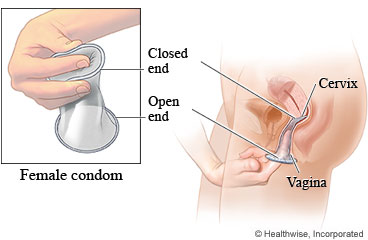 Closed
end
Open
end
Cervix
Vagina
Female condom
© Healthwise, Incorporated